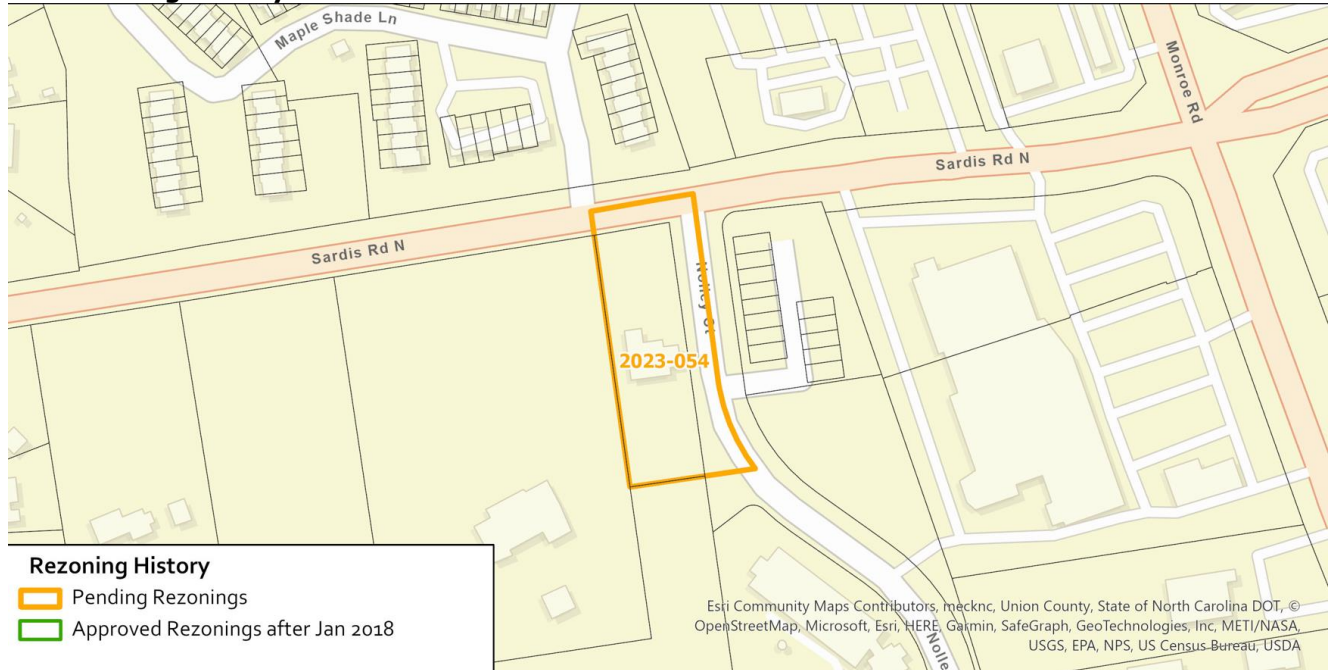 Maple Shade Ln
Monroe Rd
Sardis Rd N
Sardis Rd N
2023-054
Rezoning History
Pending Rezonings
Approved Rezonings after Jan 2018
Esri Community Maps Contributors, mecknc, Union County, State of North Carolina DOT, ©
OpenStreetMap, Microsoft, Esri, HERE, Garmin, SafeGraph, GeoTechnologies, Inc, METI/NASA,
USGS, EPA, NPS, US Census Bureau, USDA